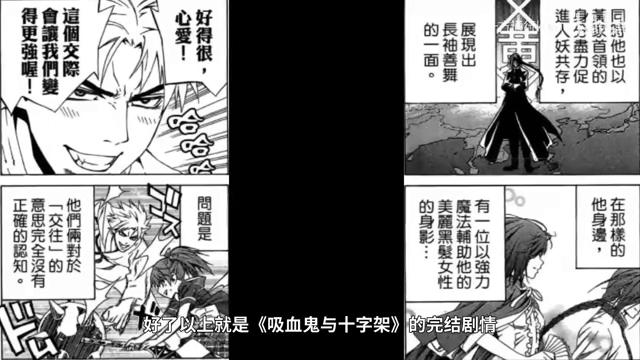 好得很，
心愛！
這個交際
會讓我們變
得更強喔！
問題是
他們倆對於
「交往」的
意思完全沒有
正確的認知。
同時他也以
黃駁首領的
身分盡力促
進人妖共存，
展現出
長袖善舞
的一面。
在那樣的
他身邊，
有一位以強力
魔法輔助他的
美麗黑髮女性
的身影…
好了以上就是《吸血鬼与十字架》的完结剧情